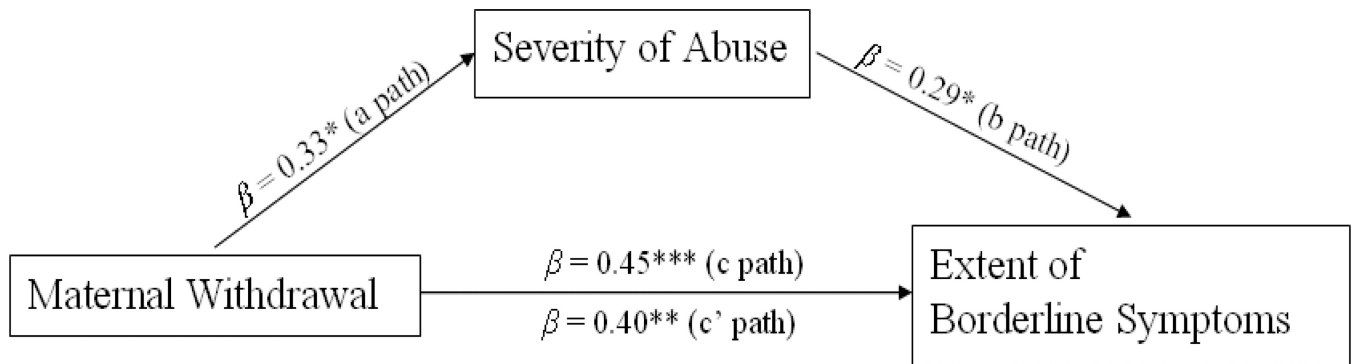 Severity of Abuse
β = 0.33* (a path)
β = 0.29* (b path)
Maternal Withdrawal
β = 0.45*** (c path)
β = 0.40** (c’ path)
Extent of
Borderline Symptoms